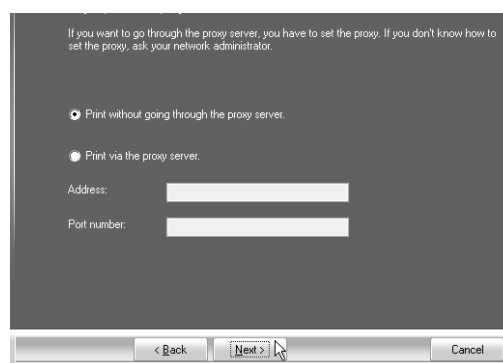 If you want to go through the proxy server, you have to set the proxy. If you don't know how to
set the proxy, ask your network administrator.
Print without going through the proxy server.
Print via the proxy server.
Address:
Port number:
< Back
Next >
Cancel